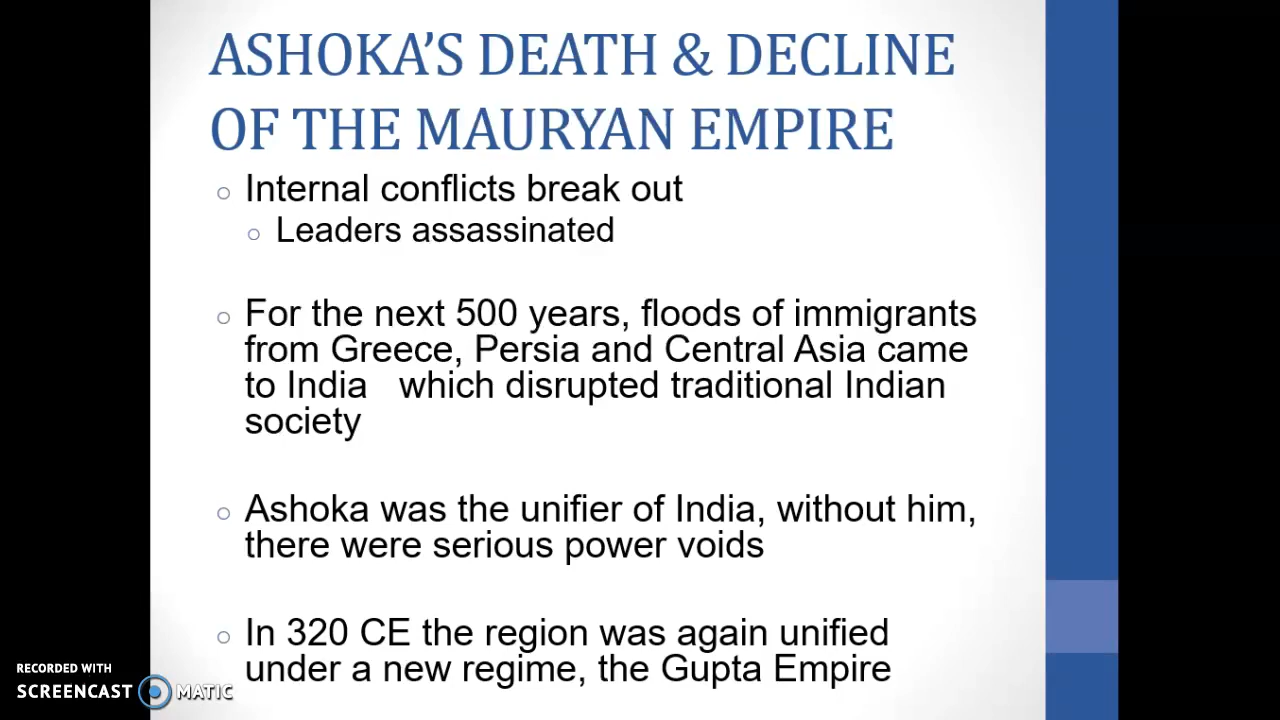 ASHOKA’S DEATH & DECLINE
OF THE MAURYAN EMPIRE
Internal conflicts break out
Leaders assassinated
For the next 500 years, floods of immigrants
from Greece, Persia and Central Asia came
to India which disrupted traditional Indian
society
Ashoka was the unifier of India, without him,
there were serious power voids
In 320 CE the region was again unified
under a new regime, the Gupta Empire
RECORDED WITH
SCREENCAST MATIC